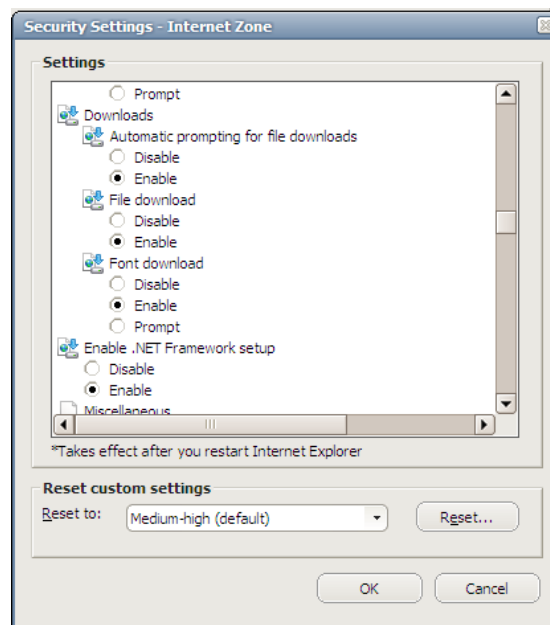 Security Settings - Internet Zone
Settings
Prompt
Downloads
Automatic prompting for file downloads
Disable
Enable
File download
Disable
Enable
Font download
Disable
Enable
Prompt
Enable .NET Framework setup
Disable
Enable
Miscellaneous
*Takes effect after you restart Internet Explorer
Reset custom settings
Reset to: Medium-high (default) Reset...
OK Cancel